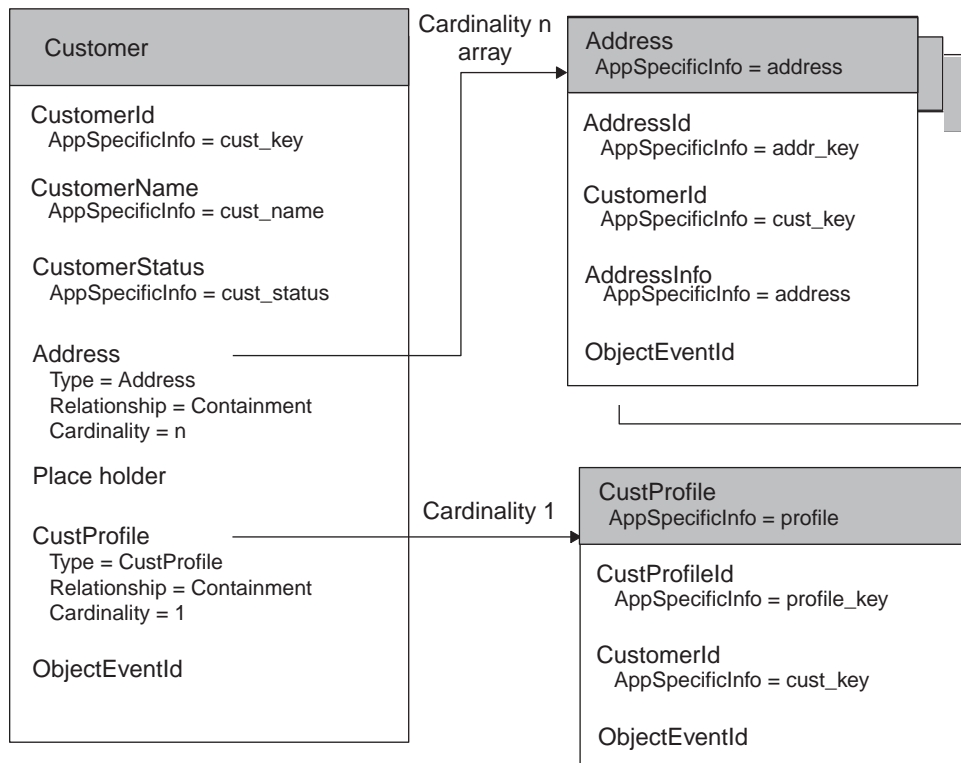 Customer
CustomerId
AppSpecificInfo = cust_key
CustomerName
AppSpecificInfo = cust_name
CustomerStatus
AppSpecificInfo = cust_status
Address
Type = Address
Relationship = Containment
Cardinality = n
Place holder
CustProfile
Type = CustProfile
Relationship = Containment
Cardinality = 1
ObjectEventId
Cardinality n
array
Address
AppSpecificInfo = address
AddressId
AppSpecificInfo = addr_key
CustomerId
AppSpecificInfo = cust_key
AddressInfo
AppSpecificInfo = address
ObjectEventId
Cardinality 1
CustProfile
AppSpecificInfo = profile
CustProfileId
AppSpecificInfo = profile_key
CustomerId
AppSpecificInfo = cust_key
ObjectEventId